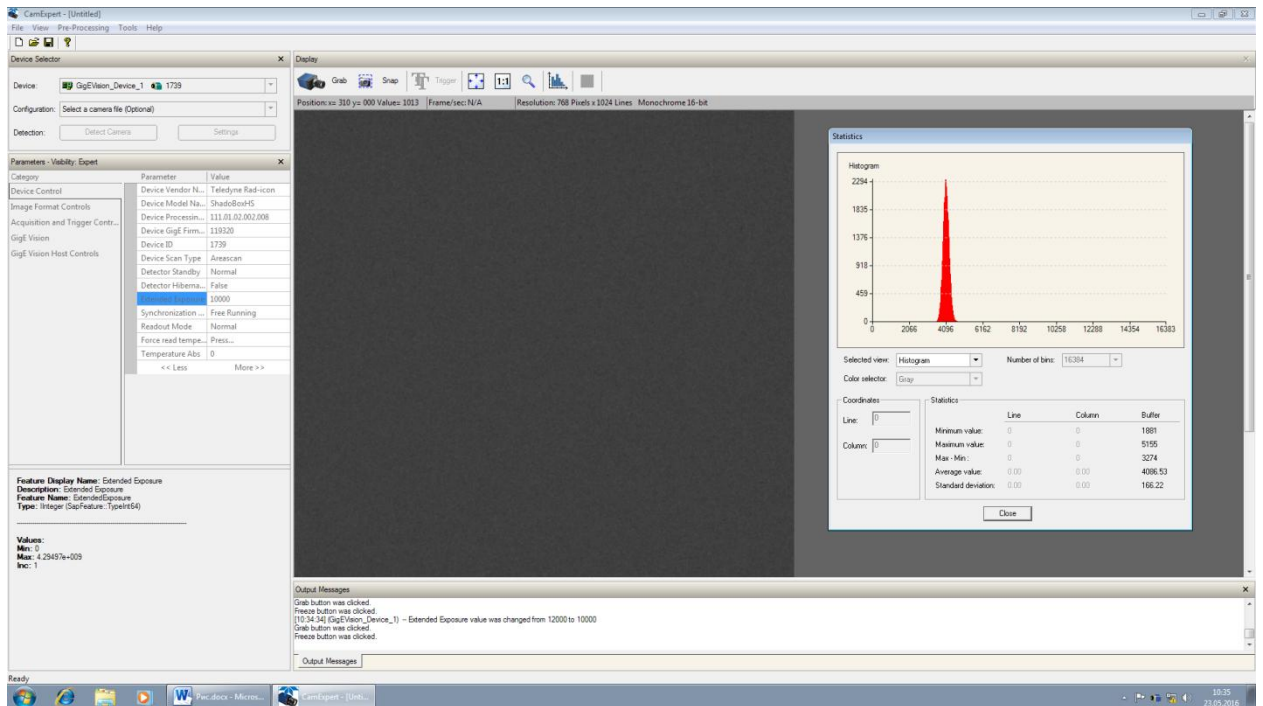 CamExpert - [Untitled]
File View Pre-Processing Tools Help
Device Selector
Device: GigEVision_Device_1 1739
Configuration: Select a camera file (Optional)
Detection: Detect Camera Settings
Parameters - Visibility: Expert
Category Parameter Value
Device Control
Image Format Controls
Acquisition and Trigger Contr...
GigE Vision
GigE Vision Host Controls
Device Vendor N... Teledyne Rad-icon
Device Model Na... ShadoBoxHS
Device Processin... 111.01.02.002.008
Device GigE Firm... 119320
Device ID 1739
Device Scan Type Areascan
Detector Standby Normal
Detector Hiberna... False
Extended Exposure 10000
Synchronization ... Free Running
Readout Mode Normal
Force read tempe... Press...
Temperature Abs 0
<< Less More >>
Feature Display Name: Extended Exposure
Description: Extended Exposure
Feature Name: ExtendedExposure
Type: IInteger (SapFeature::TypeInt64)
Values:
Min: 0
Max: 4.29497e+009
Inc: 1
Display
Grab Snap Trigger 1:1
Position: x= 310 y= 000 Value= 1013 Frame/sec: N/A Resolution: 768 Pixels x 1024 Lines Monochrome 16-bit
Statistics
Histogram
2294
1835
1376
918
459
0
0 2066 4096 6162 8192 10258 12288 14354 16383
Selected view: Histogram Number of bins: 16384
Color selector: Gray
Coordinates
Line: 0
Column: 0
Statistics
Line Column Buffer
Minimum value: 0 0 1881
Maximum value: 0 0 5155
Max - Min : 0 0 3274
Average value: 0.00 0.00 4086.53
Standard deviation: 0.00 0.00 166.22
Close
Output Messages
Grab button was clicked.
Freeze button was clicked.
[10:34:34] (GigEVision_Device_1) -- Extended Exposure value was changed from 12000 to 10000
Grab button was clicked.
Freeze button was clicked.
Output Messages
Ready
Рис.docx - Micros...
CamExpert - [Unti...
10:35
23.05.2016